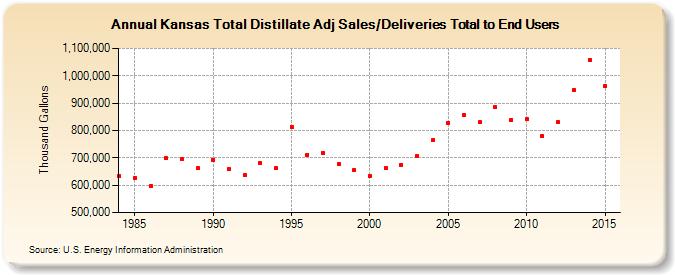 Annual Kansas Total Distillate Adj Sales/Deliveries Total to End Users
Thousand Gallons
1,100,000
1,000,000
900,000
800,000
700,000
600,000
500,000
1985 1990 1995 2000 2005 2010 2015
Source: U.S. Energy Information Administration